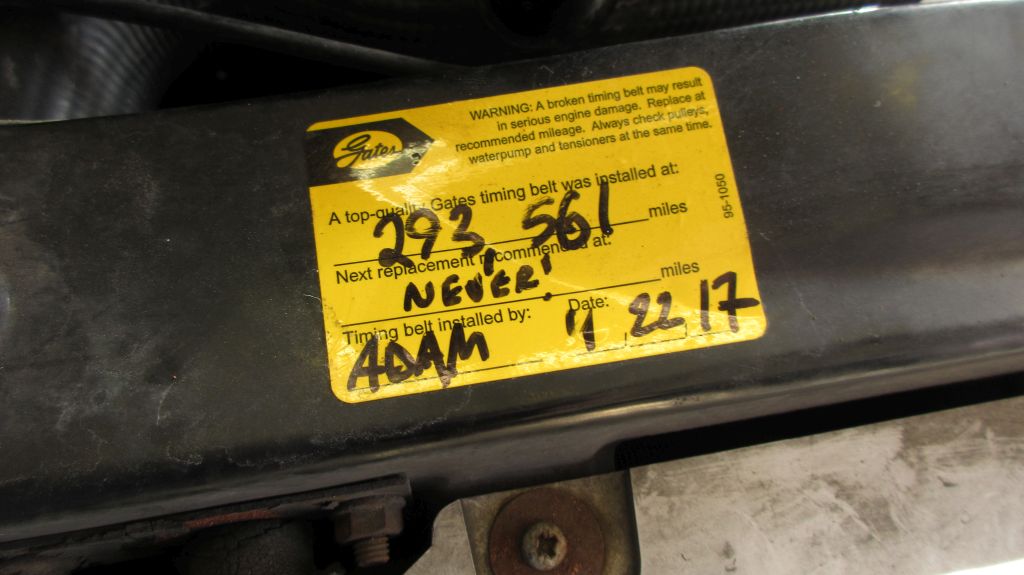 Gates
WARNING: A broken timing belt may result
in serious engine damage. Replace at
recommended mileage. Always check pulleys,
waterpump and tensioners at the same time.
A top-quality Gates timing belt was installed at:
293,561 miles
Next replacement recommended at:
NEVER! miles
Timing belt installed by: Date:
ADAM 11 22 17
95-1050